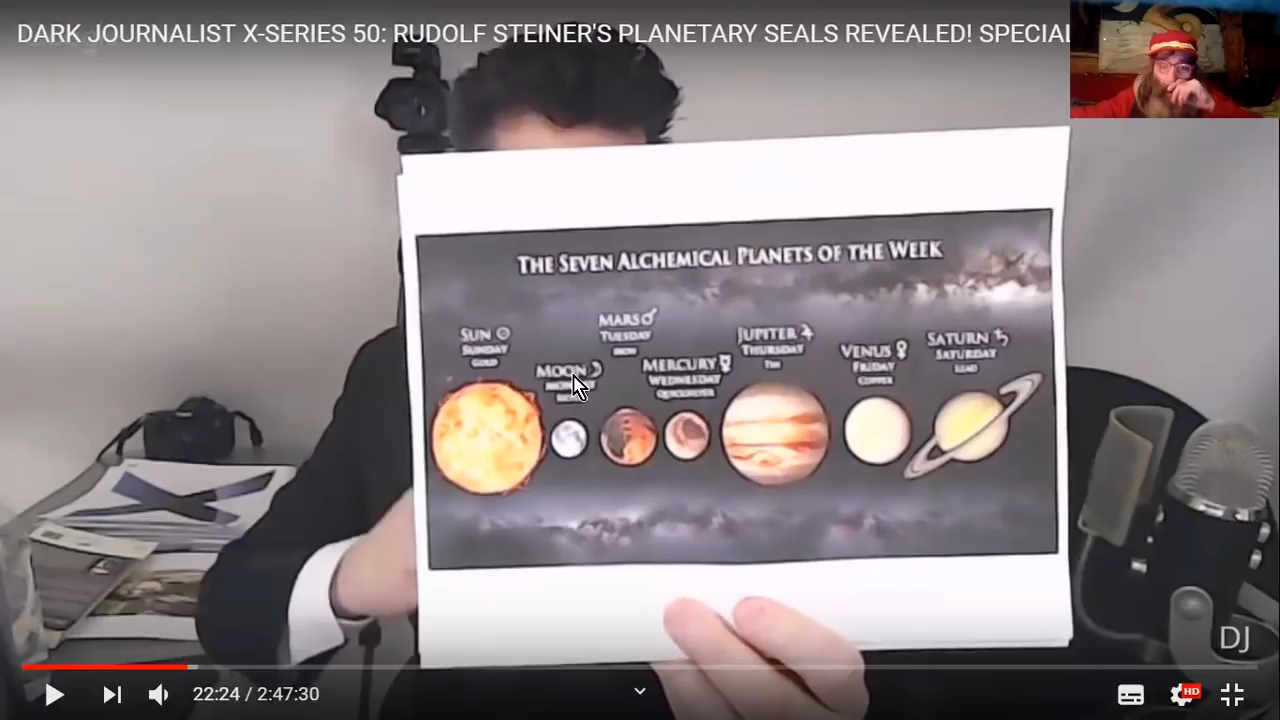 DARK JOURNALIST X-SERIES 50: RUDOLF STEINER'S PLANETARY SEALS REVEALED! SPECIAL
THE SEVEN ALCHEMICAL PLANETS OF THE WEEK
SUN ☉
SUNDAY
GOLD
MOON ☽
MARS ♂
TUESDAY
IRON
MERCURY ☿
WEDNESDAY
QUICKSILVER
JUPITER ♃
THURSDAY
TIN
VENUS ♀
FRIDAY
COPPER
SATURN ♄
SATURDAY
LEAD
DJ
22:24 / 2:47:30
HD